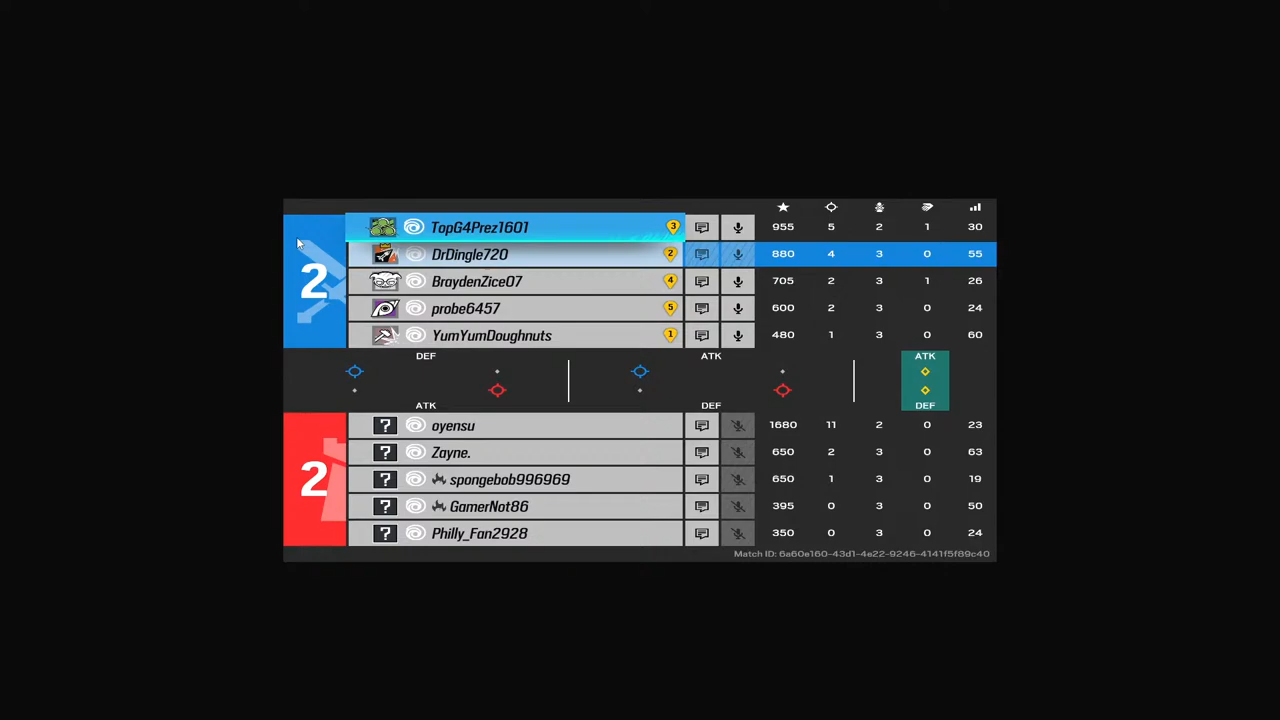 2
TopG4Prez1601 3 955 5 2 1 30
DrDingle720 2 880 4 3 0 55
BraydenZice07 4 705 2 3 1 26
probe6457 5 600 2 3 0 24
YumYumDoughnuts 1 480 1 3 0 60
DEF ATK ATK
ATK DEF DEF
2
oyensu 1680 11 2 0 23
Zayne. 650 2 3 0 63
spongebob996969 650 1 3 0 19
GamerNot86 395 0 3 0 50
Philly_Fan2928 350 0 3 0 24
Match ID: 6a60e160-43d1-4e22-9246-4141f5f89c40